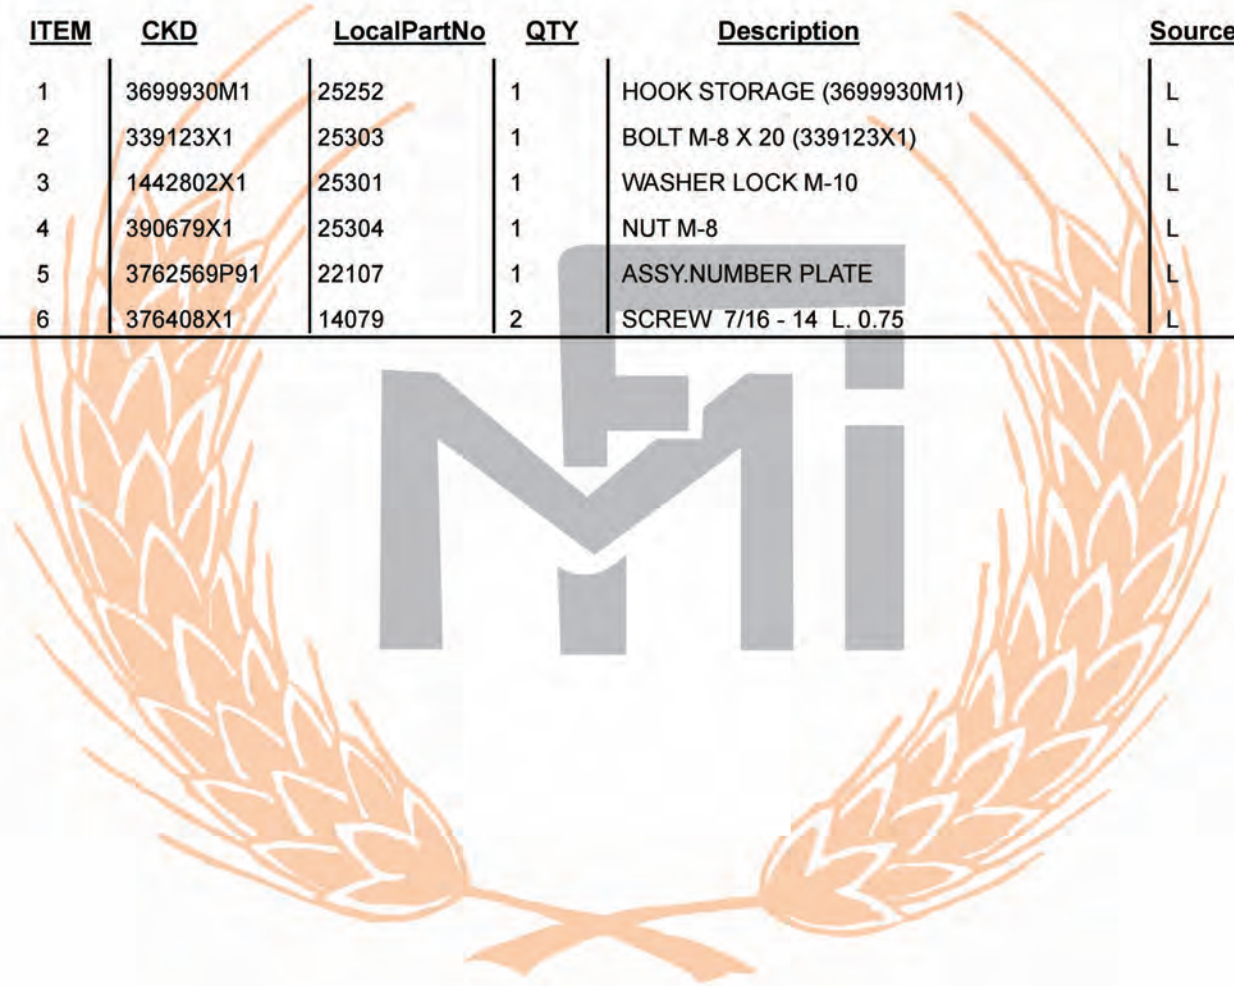 ITEM CKD LocalPartNo QTY Description Source
1 3699930M1 25252 1 HOOK STORAGE (3699930M1) L
2 339123X1 25303 1 BOLT M-8 X 20 (339123X1) L
3 1442802X1 25301 1 WASHER LOCK M-10 L
4 390679X1 25304 1 NUT M-8 L
5 3762569P91 22107 1 ASSY.NUMBER PLATE L
6 376408X1 14079 2 SCREW 7/16 - 14 L. 0.75 L